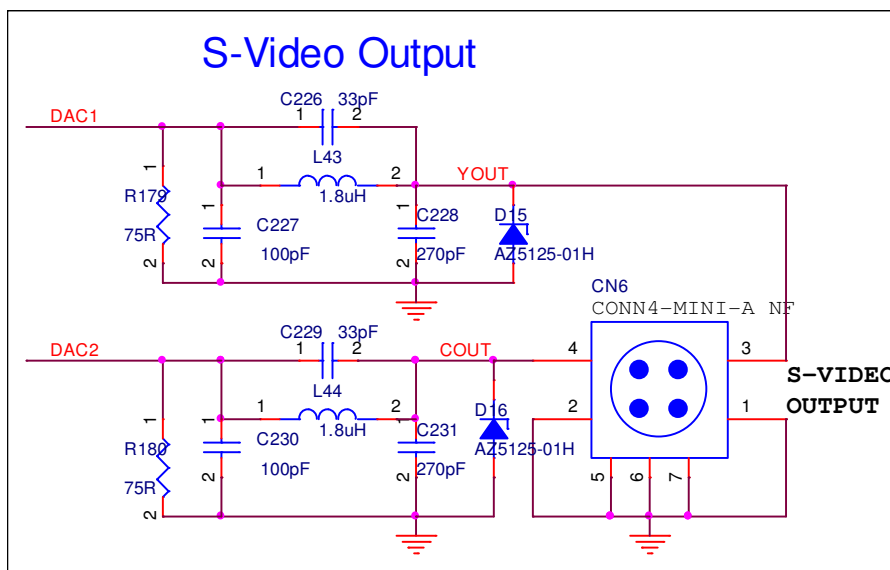 S-Video Output
C226 33pF
DAC1
1 2
L43
1 1 2 YOUT
R179
1.8uH
1 1
C227 C228 D15
75R
100pF 270pF AZ5125-01H
2 2 2
CN6
CONN4-MINI-A NF
C229 33pF
DAC2
1 2 COUT 4 3
L44
S-VIDEO
1 1 2 D16 2 1
OUTPUT
1.8uH
1 1
R180 C230 C231
AZ5125-01H
100pF 270pF
75R
2 2 5 6 7
2